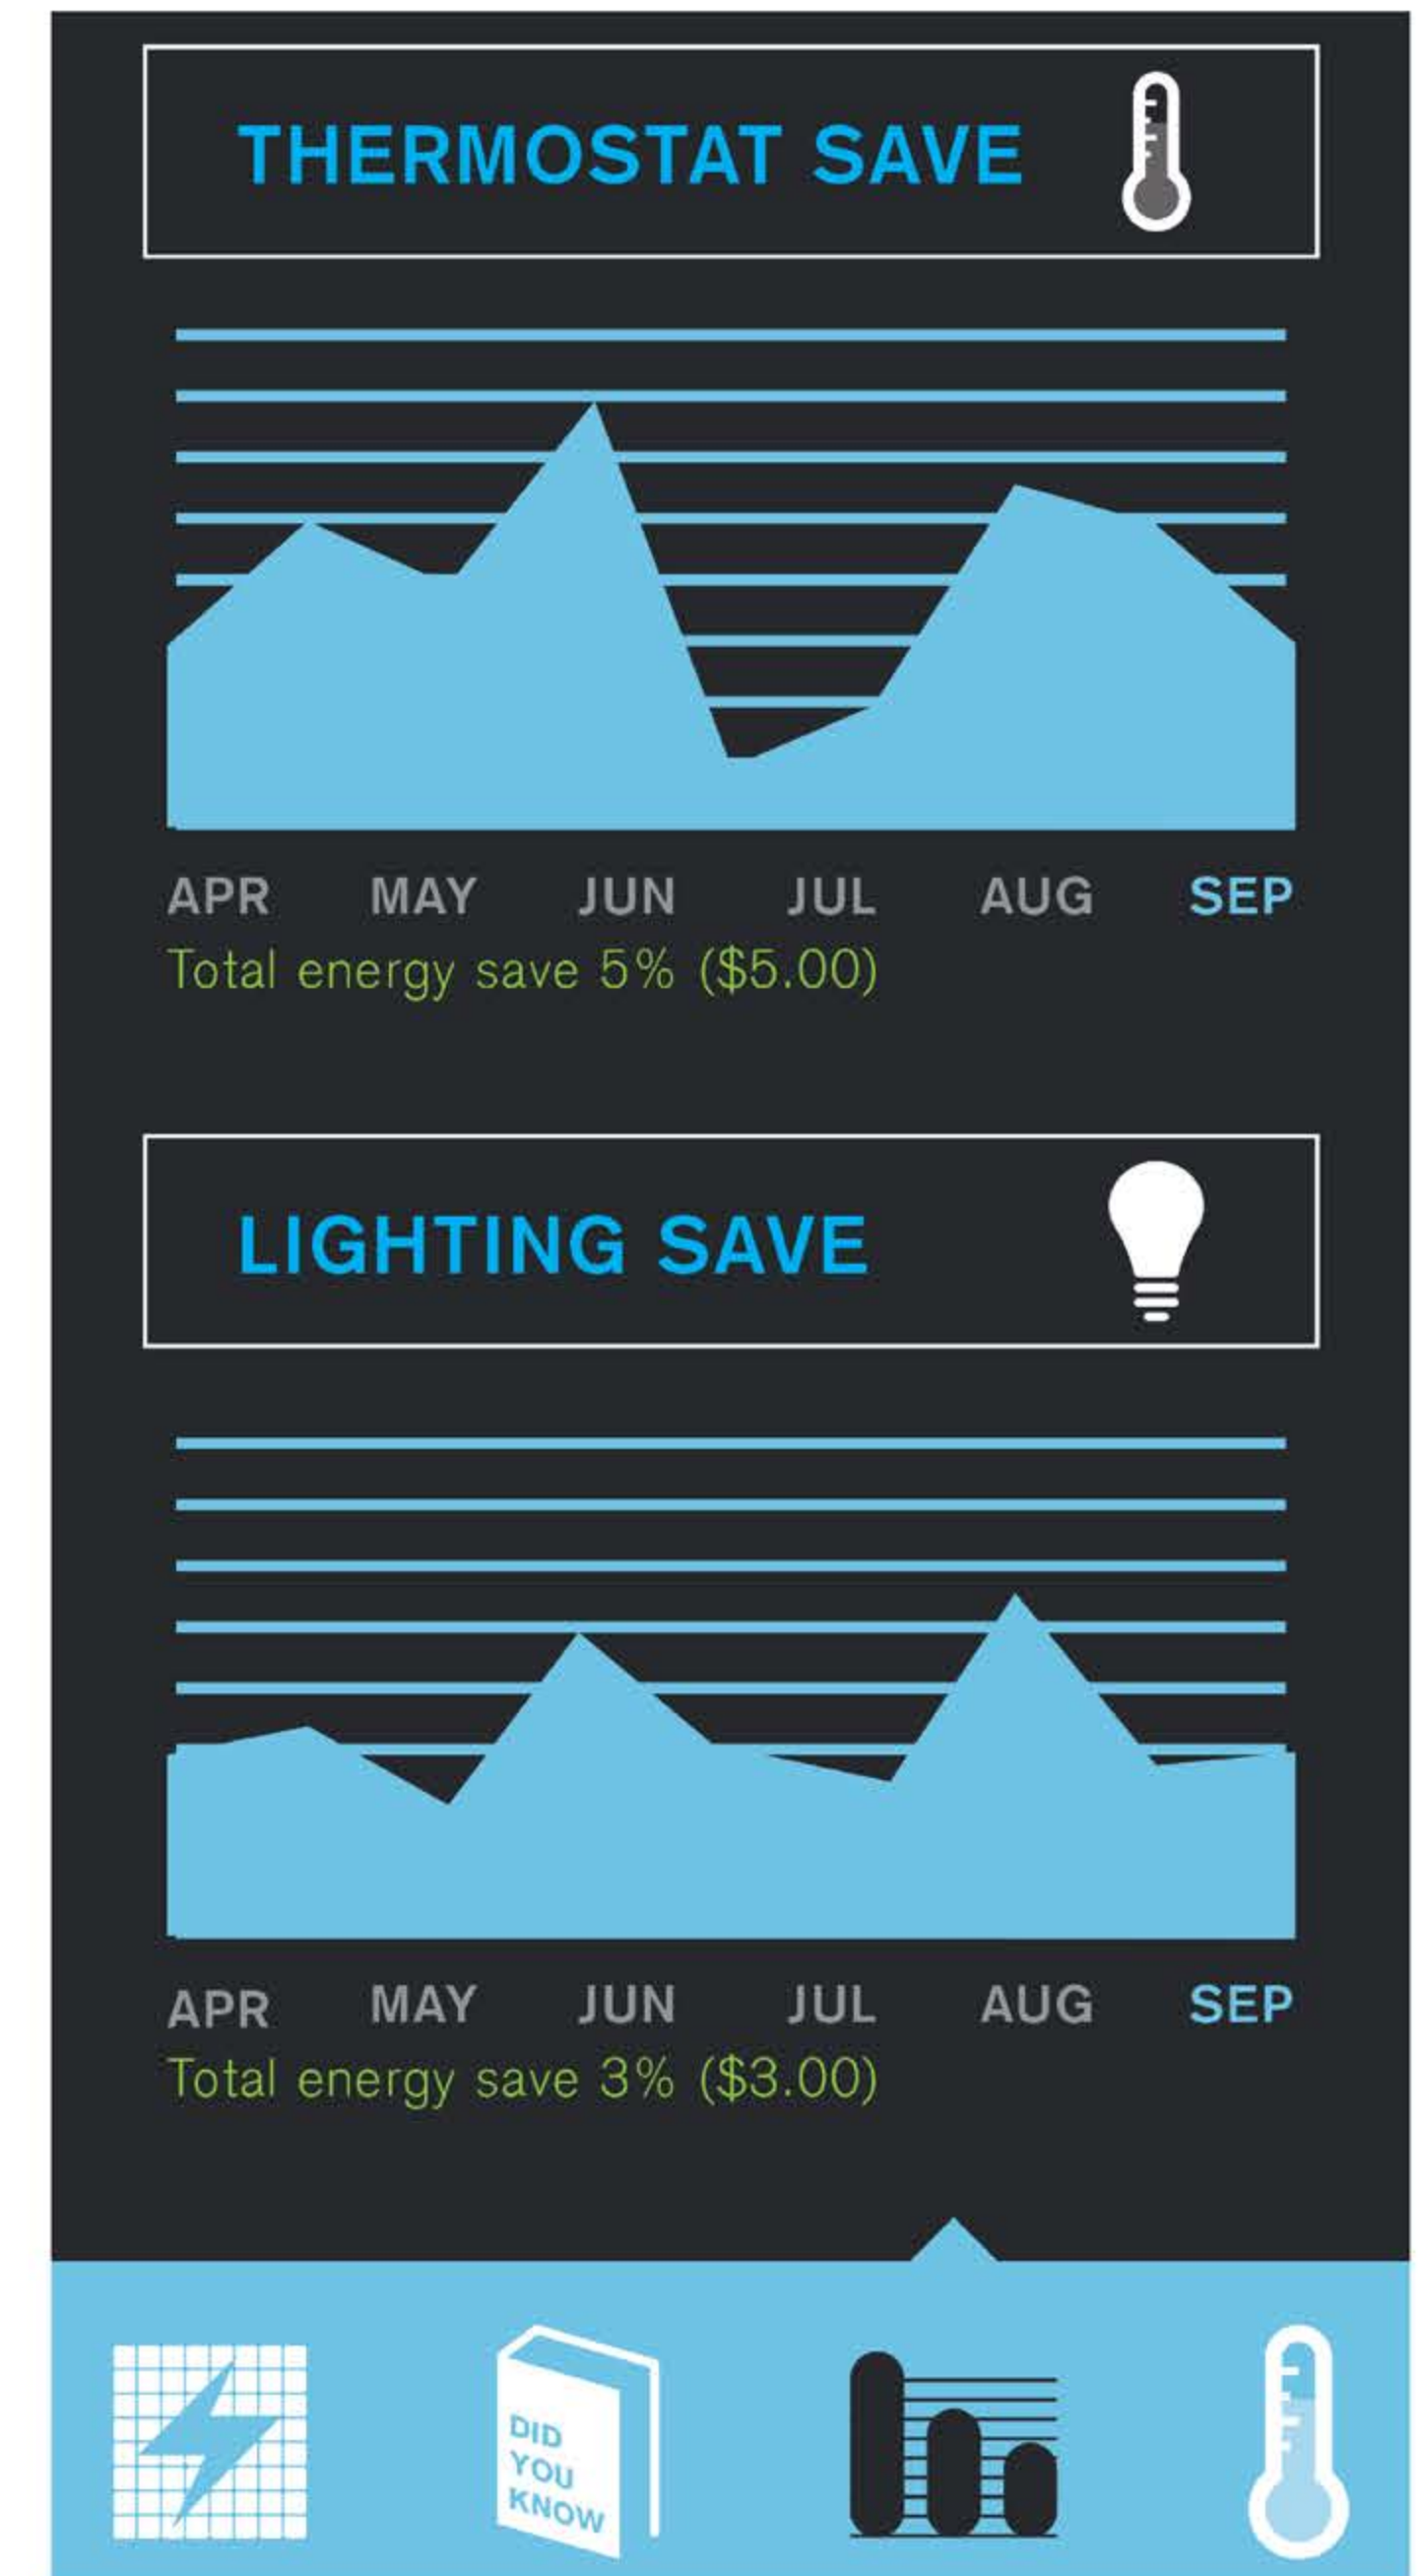 THERMOSTAT SAVE
APR MAY JUN JUL AUG SEP
Total energy save 5% ($5.00)
LIGHTING SAVE
APR MAY JUN JUL AUG SEP
Total energy save 3% ($3.00)
DID
YOU
KNOW